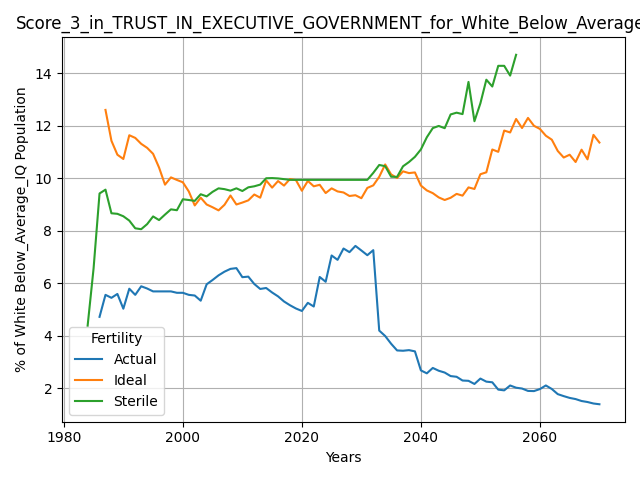 Score_3_in_TRUST_IN_EXECUTIVE_GOVERNMENT_for_White_Below_Average
% of White Below_Average_IQ Population
14
12
10
8
6
4
2
Fertility
Actual
Ideal
Sterile
1980
2000
2020
2040
2060
Years